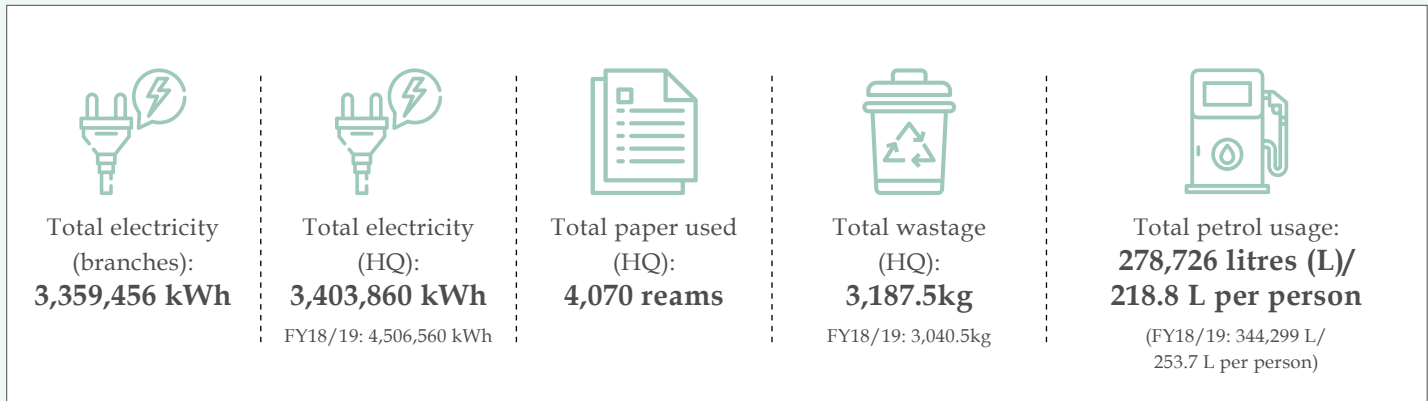 Total electricity
(branches):
3,359,456 kWh
Total electricity
(HQ):
3,403,860 kWh
FY18/19: 4,506,560 kWh
Total paper used
(HQ):
4,070 reams
Total wastage
(HQ):
3,187.5kg
FY18/19: 3,040.5kg
Total petrol usage:
278,726 litres (L)/
218.8 L per person
(FY18/19: 344,299 L/
253.7 L per person)